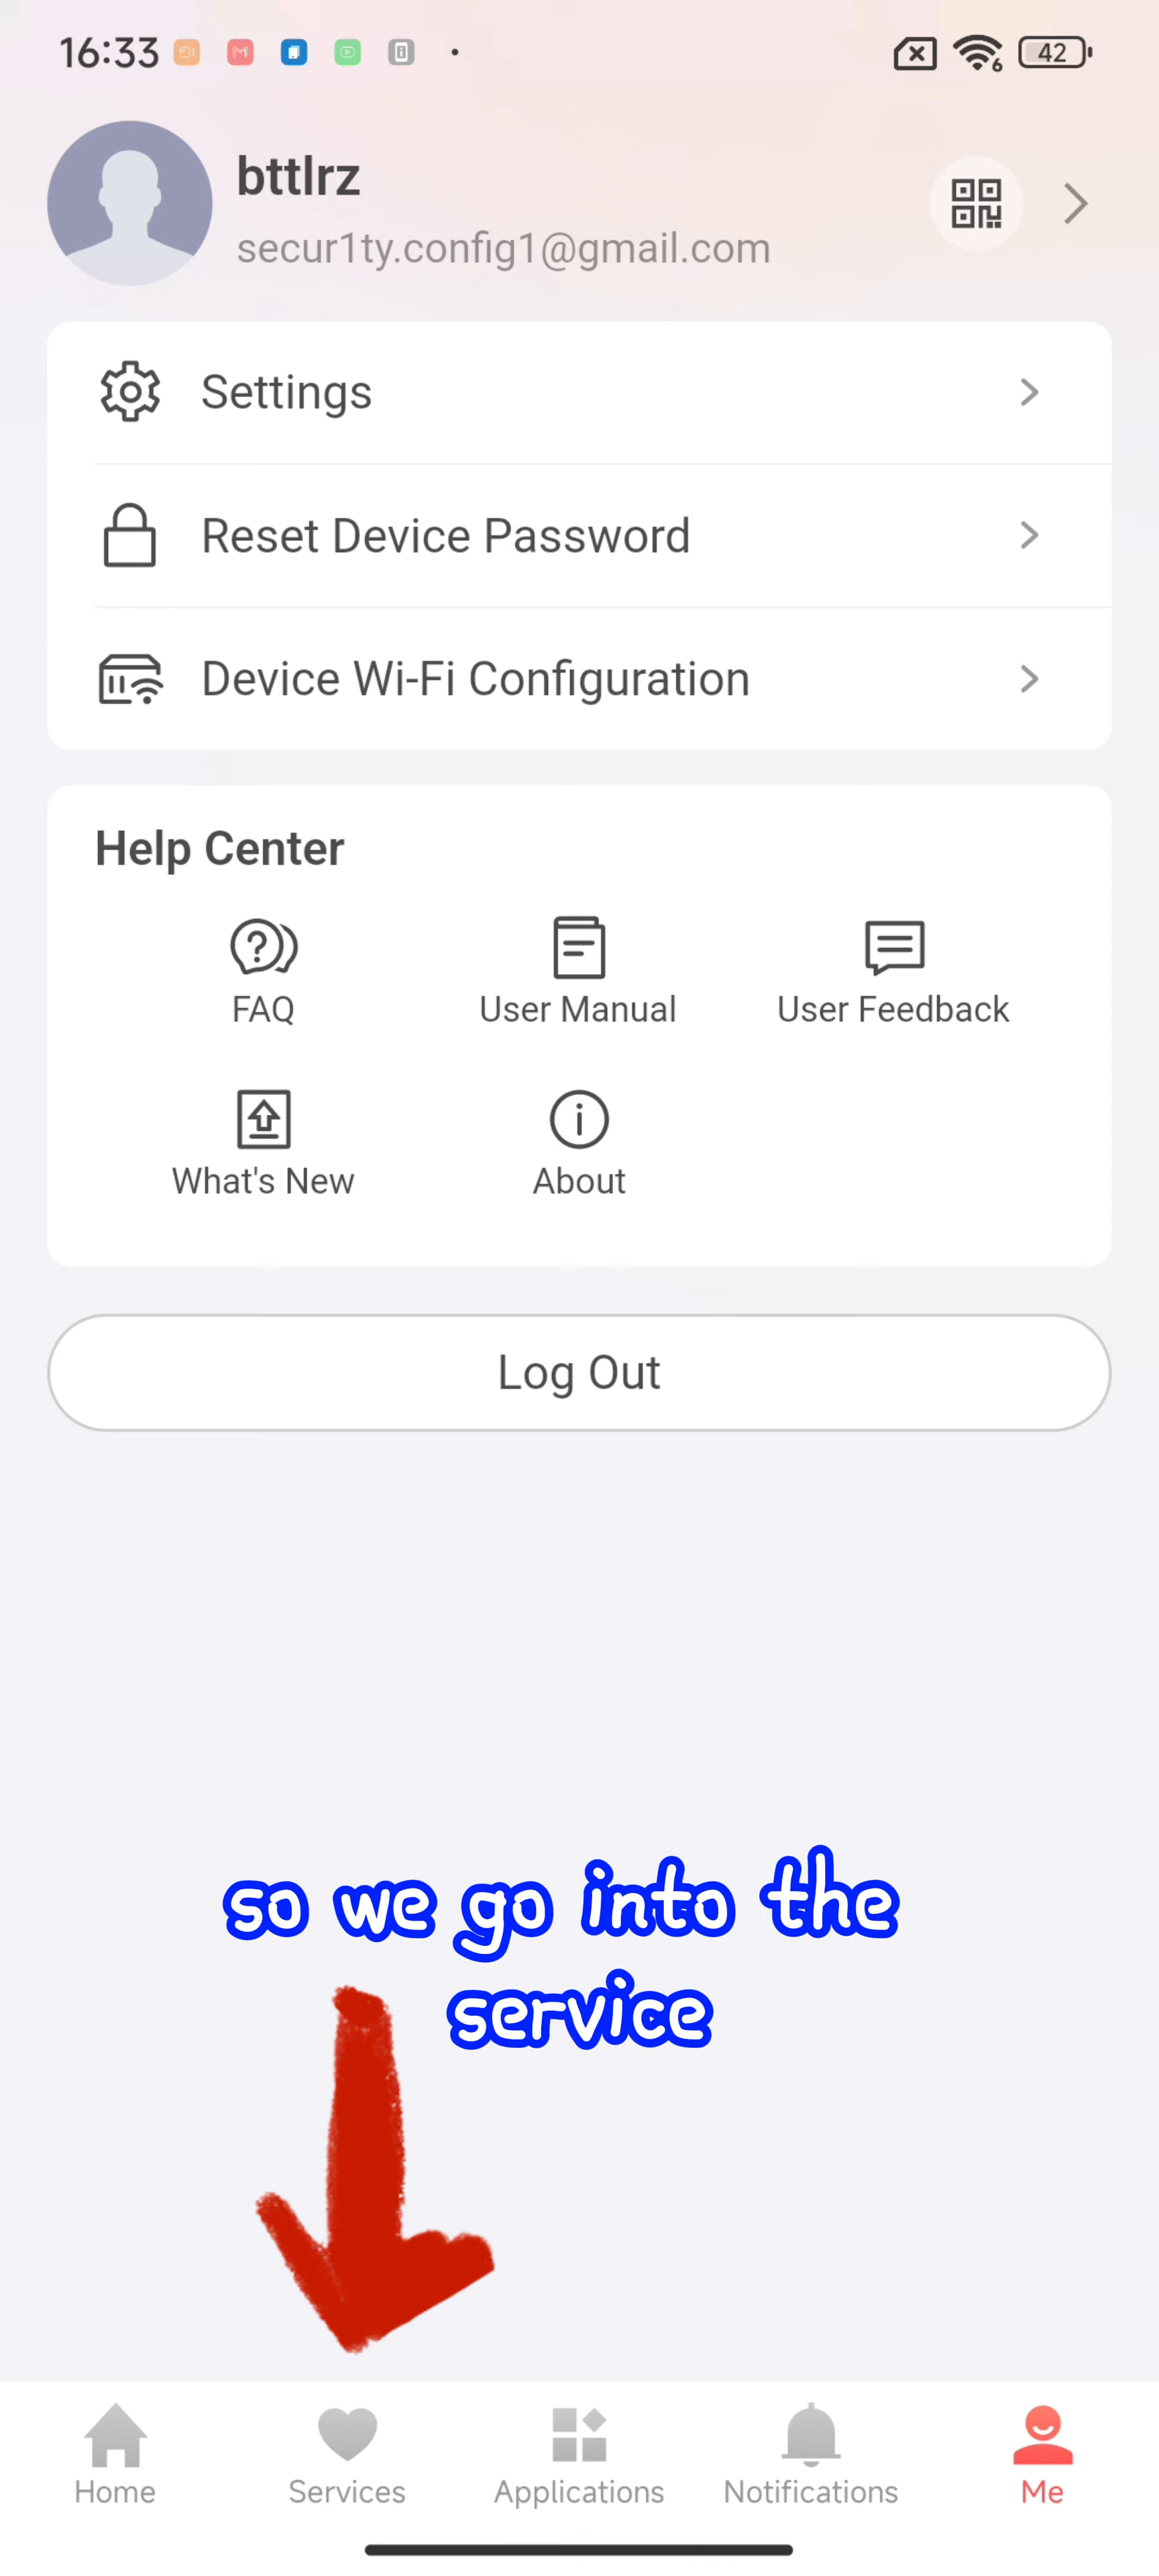 16:33
42
bttlrz
secur1ty.config1@gmail.com
Settings
Reset Device Password
Device Wi-Fi Configuration
Help Center
FAQ
User Manual
User Feedback
What's New
About
Log Out
so we go into the
service
Home
Services
Applications
Notifications
Me